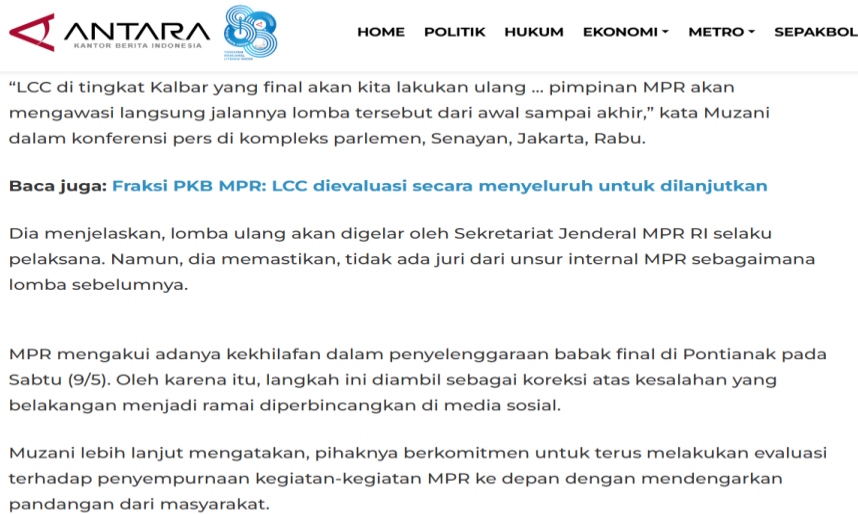 ANTARA
KANTOR BERITA INDONESIA
HOME POLITIK HUKUM EKONOMI METRO SEPAKBOL
“LCC di tingkat Kalbar yang final akan kita lakukan ulang ... pimpinan MPR akan
mengawasi langsung jalannya lomba tersebut dari awal sampai akhir,” kata Muzani
dalam konferensi pers di kompleks parlemen, Senayan, Jakarta, Rabu.
Baca juga: Fraksi PKB MPR: LCC dievaluasi secara menyeluruh untuk dilanjutkan
Dia menjelaskan, lomba ulang akan digelar oleh Sekretariat Jenderal MPR RI selaku
pelaksana. Namun, dia memastikan, tidak ada juri dari unsur internal MPR sebagaimana
lomba sebelumnya.
MPR mengakui adanya kekhilafan dalam penyelenggaraan babak final di Pontianak pada
Sabtu (9/5). Oleh karena itu, langkah ini diambil sebagai koreksi atas kesalahan yang
belakangan menjadi ramai diperbincangkan di media sosial.
Muzani lebih lanjut mengatakan, pihaknya berkomitmen untuk terus melakukan evaluasi
terhadap penyempurnaan kegiatan-kegiatan MPR ke depan dengan mendengarkan
pandangan dari masyarakat.